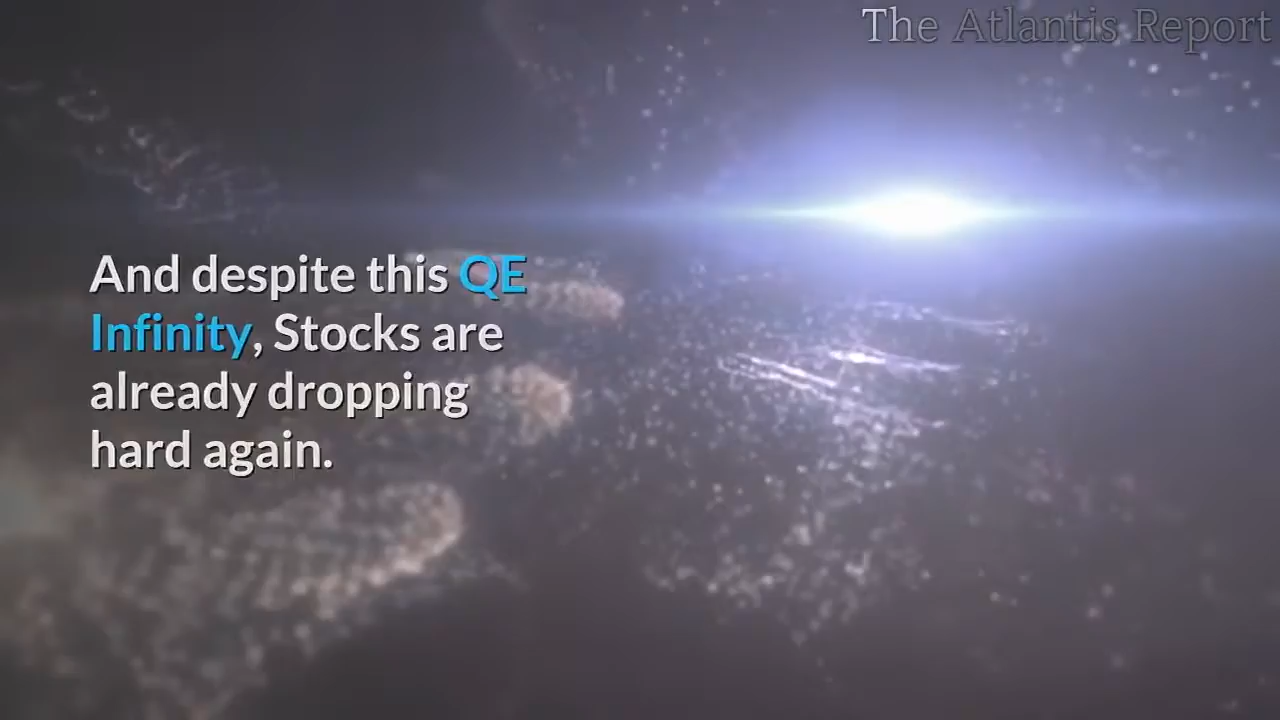 The Atlantis Report
And despite this QE
Infinity, Stocks are
already dropping
hard again.